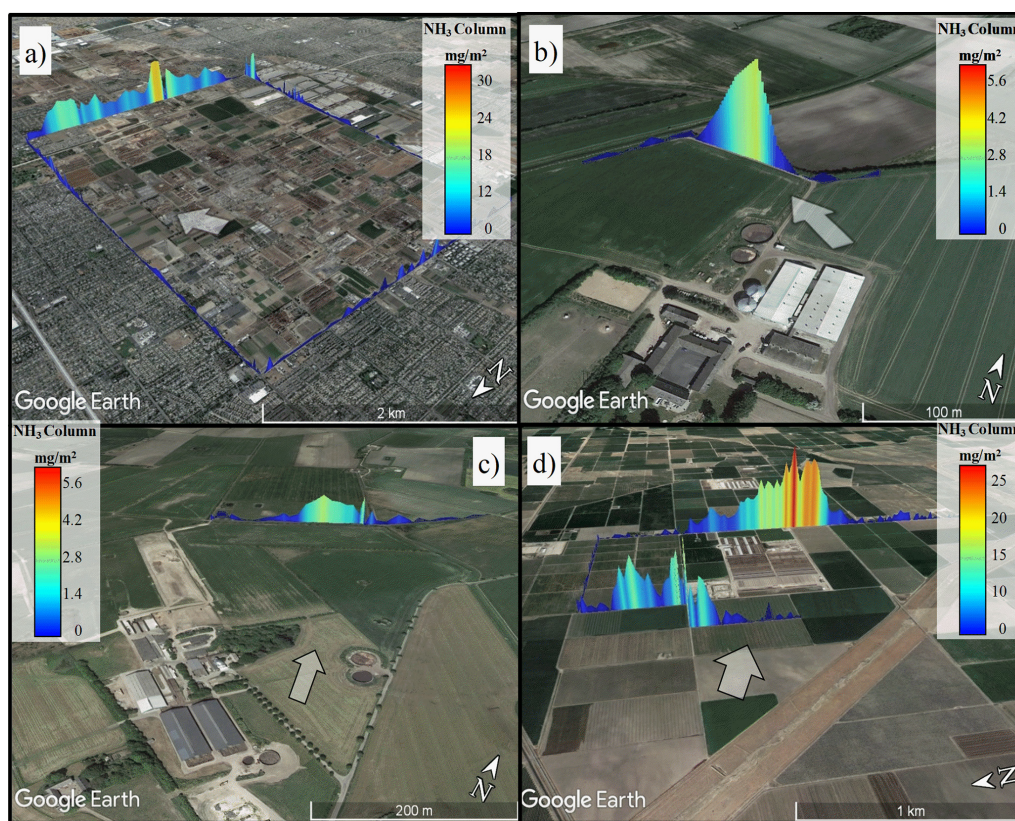 a)
NH₃ Column
mg/m²
30
24
18
12
6
0
N
Google Earth
2 km
b)
NH₃ Column
mg/m²
5.6
4.2
2.8
1.4
0
N
Google Earth
100 m
NH₃ Column
mg/m²
5.6
4.2
2.8
1.4
0
c)
N
Google Earth
200 m
d)
NH₃ Column
mg/m²
25
20
15
10
5
0
N
Google Earth
1 km